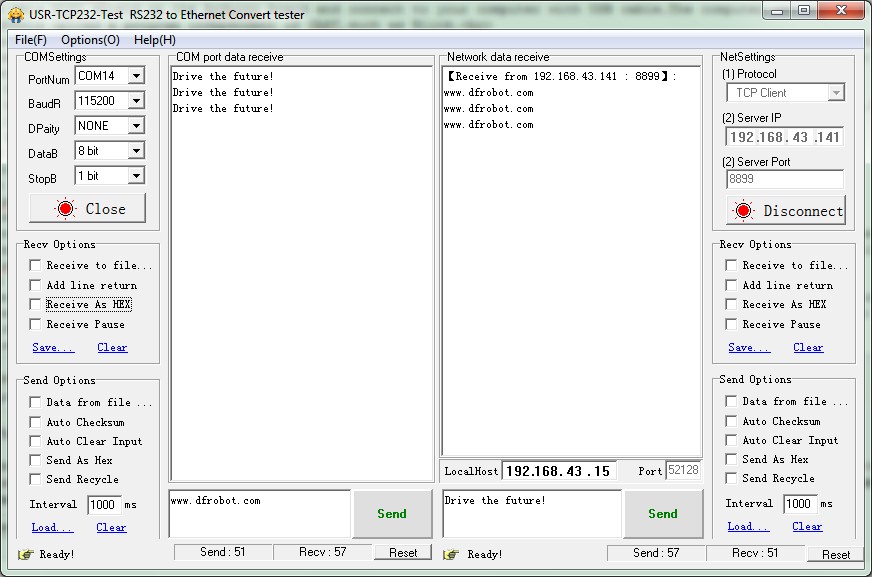 USR-TCP232-Test  RS232 to Ethernet Convert tester
File(F)  Options(O)  Help(H)
COMSettings
PortNum COM14
BaudR 115200
DPaity NONE
DataB 8 bit
StopB 1 bit
Close
Recv Options
Receive to file...
Add line return
Receive As HEX
Receive Pause
Save...  Clear
Send Options
Data from file ...
Auto Checksum
Auto Clear Input
Send As Hex
Send Recycle
Interval 1000 ms
Load...  Clear
Ready!
COM port data receive
Drive the future!
Drive the future!
Drive the future!
www.dfrobot.com
Send
Send : 51  Recv : 57  Reset
Network data receive
【Receive from 192.168.43.141 : 8899】:
www.dfrobot.com
www.dfrobot.com
www.dfrobot.com
LocalHost 192.168.43.15  Port 52128
Drive the future!
Send
Ready!
Send : 57  Recv : 51  Reset
NetSettings
(1) Protocol
TCP Client
(2) Server IP
192.168.43.141
(2) Server Port
8899
Disconnect
Recv Options
Receive to file...
Add line return
Receive As HEX
Receive Pause
Save...  Clear
Send Options
Data from file ...
Auto Checksum
Auto Clear Input
Send As Hex
Send Recycle
Interval 1000 ms
Load...  Clear